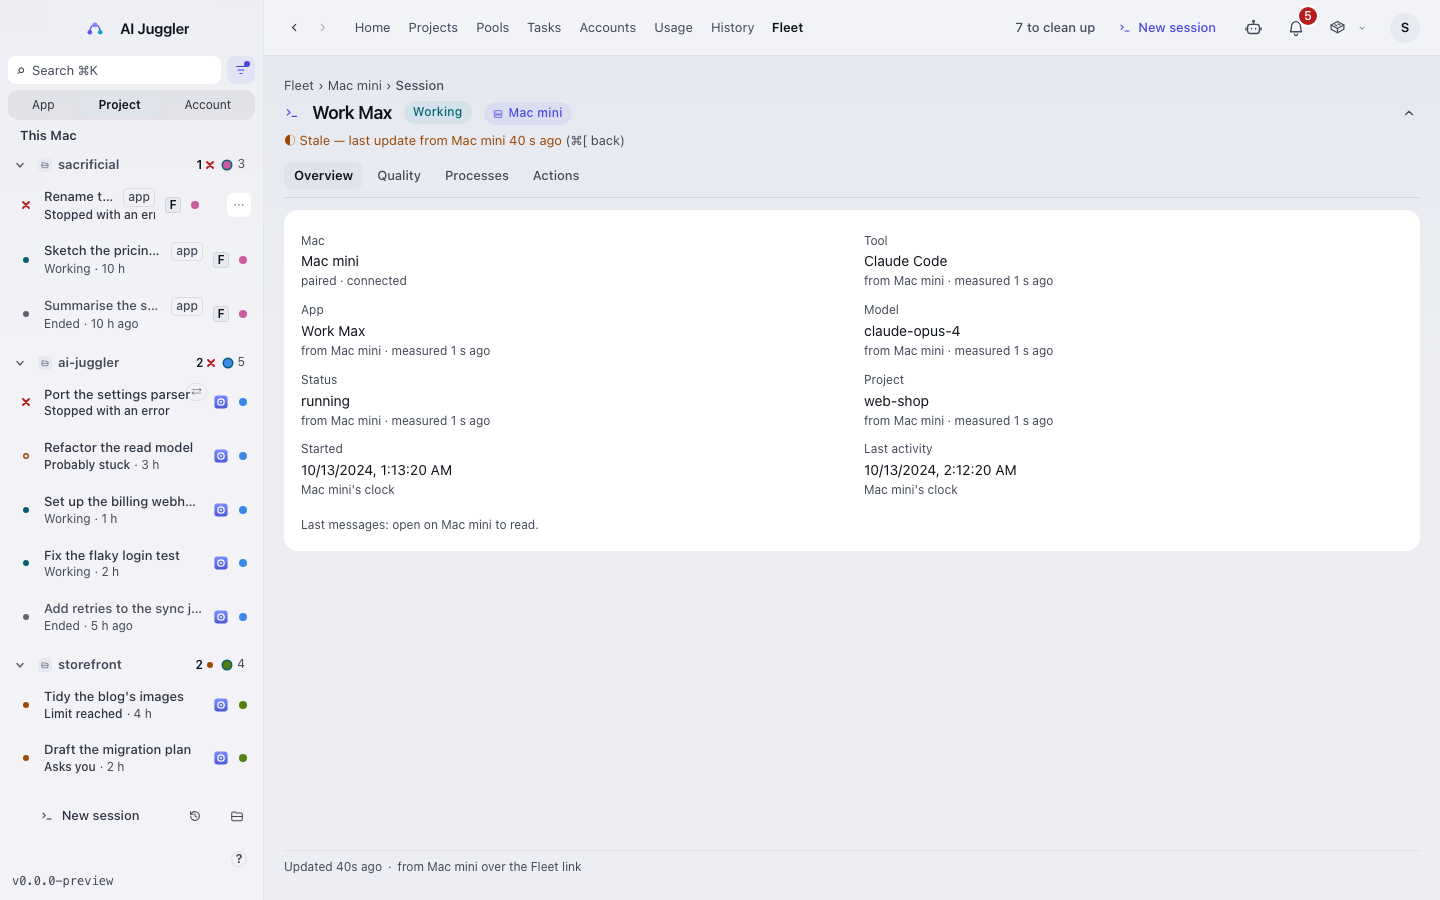 AI Juggler
Search ⌘K
App Project Account
This Mac
sacrificial 1 3
Rename t... app F
Stopped with an err
Sketch the pricin... app F
Working · 10 h
Summarise the s... app F
Ended · 10 h ago
ai-juggler 2 5
Port the settings parser
Stopped with an error
Refactor the read model
Probably stuck · 3 h
Set up the billing webh...
Working · 1 h
Fix the flaky login test
Working · 2 h
Add retries to the sync j...
Ended · 5 h ago
storefront 2 4
Tidy the blog's images
Limit reached · 4 h
Draft the migration plan
Asks you · 2 h
New session
?
v0.0.0-preview
Home Projects Pools Tasks Accounts Usage History Fleet
7 to clean up New session 5 S
Fleet › Mac mini › Session
Work Max Working Mac mini
Stale — last update from Mac mini 40 s ago (⌘[ back)
Overview Quality Processes Actions
Mac
Mac mini
paired · connected
Tool
Claude Code
from Mac mini · measured 1 s ago
App
Work Max
from Mac mini · measured 1 s ago
Model
claude-opus-4
from Mac mini · measured 1 s ago
Status
running
from Mac mini · measured 1 s ago
Project
web-shop
from Mac mini · measured 1 s ago
Started
10/13/2024, 1:13:20 AM
Mac mini's clock
Last activity
10/13/2024, 2:12:20 AM
Mac mini's clock
Last messages: open on Mac mini to read.
Updated 40s ago · from Mac mini over the Fleet link